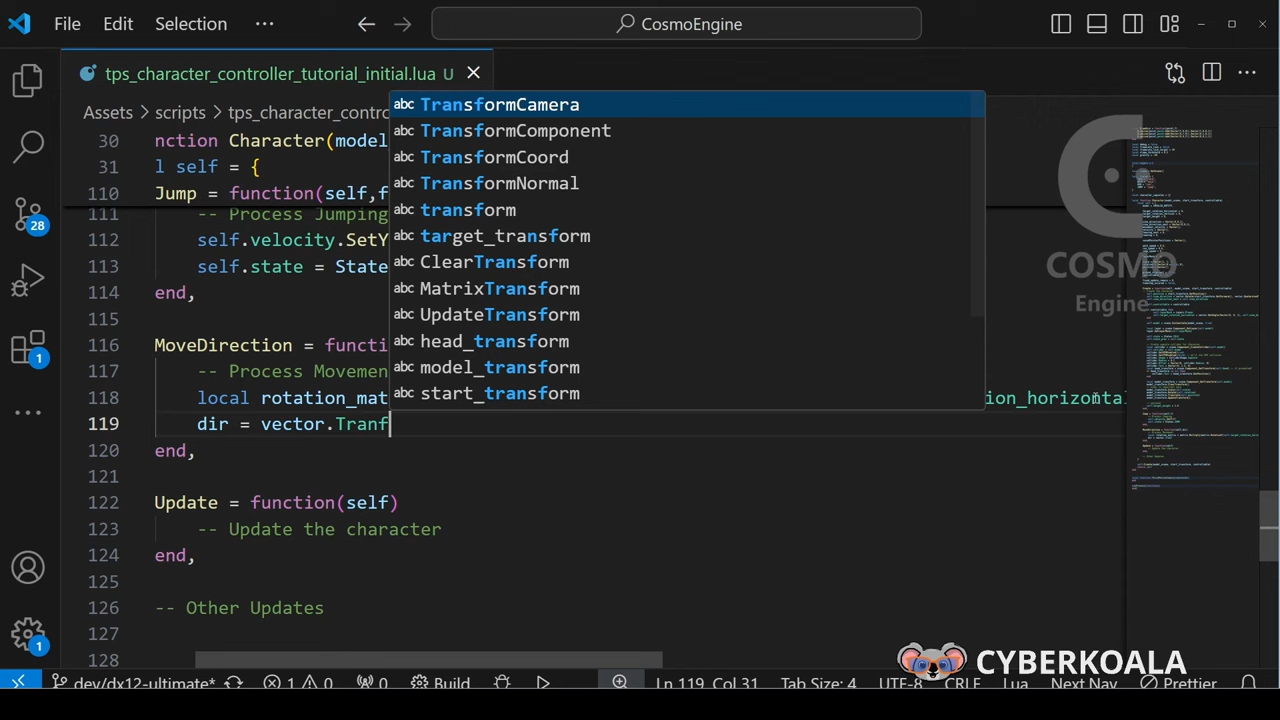 File Edit Selection ··· CosmoEngine
tps_character_controller_tutorial_initial.lua U
Assets > scripts > tps_character_contro
30 nction Character(model
31 l self = {
110 Jump = function(self,f
111 -- Process Jumping
112 self.velocity.SetY
113 self.state = State
114 end,
115
116 MoveDirection = functi
117 -- Process Movemen
118 local rotation_mat ion_horizontal
119 dir = vector.Tranf
120 end,
121
122 Update = function(self)
123 -- Update the character
124 end,
125
126 -- Other Updates
127
128
abc TransformCamera
abc TransformComponent
abc TransformCoord
abc TransformNormal
abc transform
abc target_transform
abc ClearTransform
abc MatrixTransform
abc UpdateTransform
abc head_transform
abc model_transform
abc start_transform
COSMO
Engine
28
1
1
CYBERKOALA
dev/dx12-ultimate* 1 0 0 Build Ln 119, Col 31 Tab Size: 4 UTF-8 CRLF Lua Next Nav Prettier